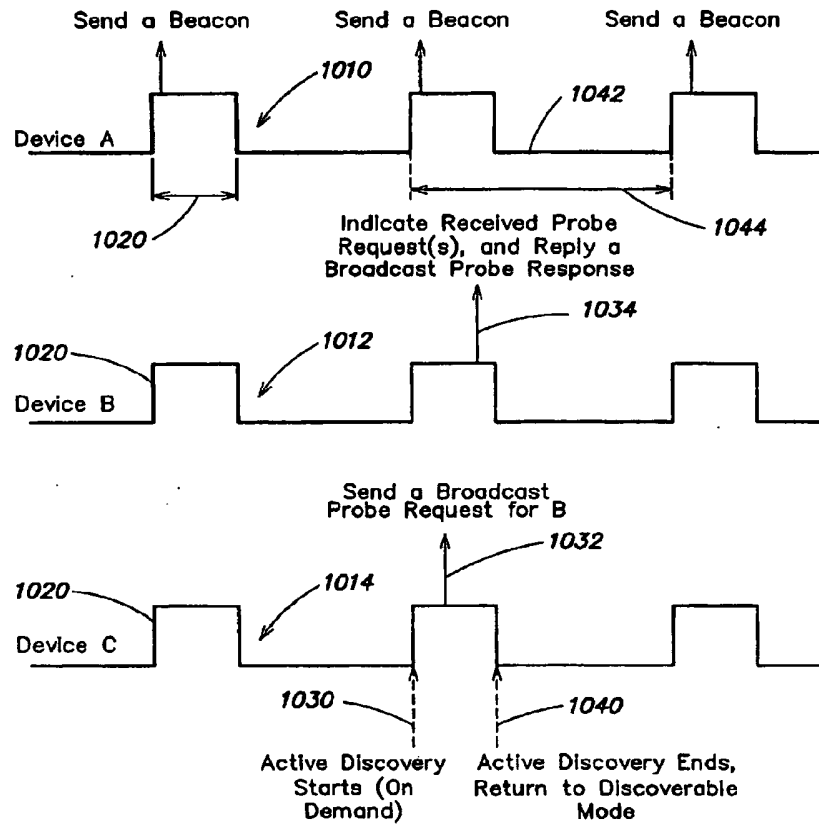 Send a Beacon Send a Beacon Send a Beacon
1010
1042
Device A
1020
1044
Indicate Received Probe
Request(s), and Reply a
Broadcast Probe Response
1034
1020
1012
Device B
Send a Broadcast
Probe Request for B
1032
1020
1014
Device C
1030
1040
Active Discovery
Starts (On
Demand)
Active Discovery Ends,
Return to Discoverable
Mode